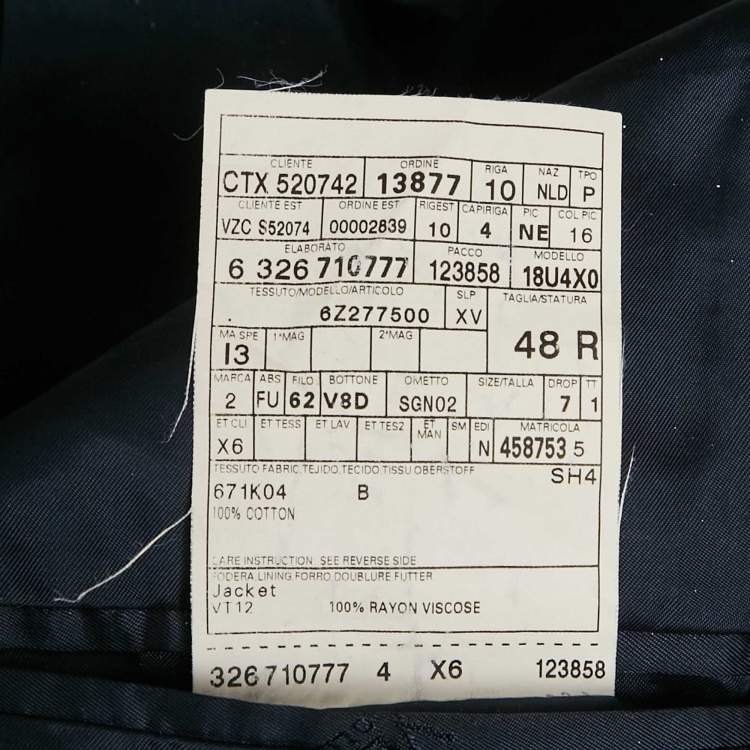 CLIENTE ORDINE RIGA NAZ TPO
CTX 520742 13877 10 NLD P
CLIENTE EST ORDINE EST RIGEST CAPIRIGA PIC COL PIC
VZC S52074 00002839 10 4 NE 16
ELABORATO PACCO MODELLO
6 326 710777 123858 18U4X0
TESSUTO/MODELLO/ARTICOLO SLP TAGLIA/STATURA
6Z277500 XV
48 R
MA SPE 1°MAG 2°MAG
I3
MARCA ABS FILO BOTTONE OMETTO SIZE/TALLA DROP TT
2 FU 62 V8D SGN02 7 1
ET CLI ET TESS ET LAV ET TES2 ET MAN SM EDI MATRICOLA
X6 N 458753 5
TESSUTO FABRIC TEJIDO TECIDO TISSU OBERSTOFF SH4
671K04 B
100% COTTON
CARE INSTRUCTION SEE REVERSE SIDE
FODERA LINING FORRO DOUBLURE FUTTER
Jacket
VT12 100% RAYON VISCOSE
326710777 4 X6 123858